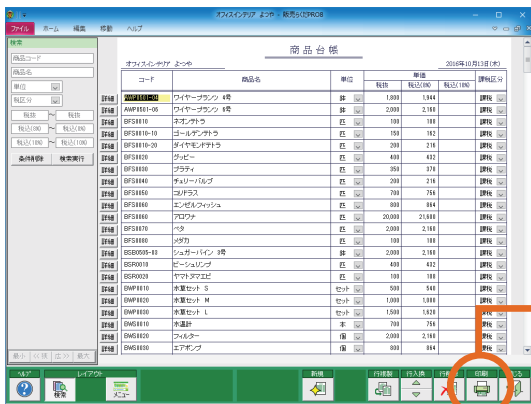 オフィスインテリア よつや - 販売らくだPROB
ファイル ホーム 編集 移動 ヘルプ
検索
商品コード
商品名
単位
税区分
税抜 ～ 税抜
税込(8%) ～ 税込(8%)
税込(10%) ～ 税込(10%)
条件削除 検索実行
最小 <<狭 広>> 最大
商品台帳
オフィスインテリア よつや 2016年10月13日(木)
コード 商品名 単位 単価 課税区分
税抜 税込(8%) 税込(10%)
詳細 AWP0501-04 ワイヤープランツ 4号 鉢 1,800 1,944 課税
詳細 AWP0501-06 ワイヤープランツ 6号 鉢 2,000 2,160 課税
詳細 BFS0010 ネオンテトラ 匹 100 108 課税
詳細 BFS0010-10 ゴールデンテトラ 匹 150 162 課税
詳細 BFS0010-20 ダイヤモンドテトラ 匹 200 216 課税
詳細 BFS0020 グッピー 匹 400 432 課税
詳細 BFS0030 プラティ 匹 350 378 課税
詳細 BFS0040 チェリーバルブ 匹 200 216 課税
詳細 BFS0050 コリドラス 匹 700 756 課税
詳細 BFS0060 エンゼルフィッシュ 匹 800 864 課税
詳細 BFS0060 アロワナ 匹 20,000 21,600 課税
詳細 BFS0070 ベタ 匹 2,000 2,160 課税
詳細 BFS0080 メダカ 匹 100 108 課税
詳細 BSB0505-03 シュガーバイン 3号 鉢 2,000 2,160 課税
詳細 BSR0010 ビーシュリンプ 匹 400 432 課税
詳細 BSR0020 ヤマトヌマエビ 匹 100 108 課税
詳細 BWP0010 水草セット S セット 500 540 課税
詳細 BWP0020 水草セット M セット 1,000 1,080 課税
詳細 BWP0030 水草セット L セット 1,500 1,620 課税
詳細 BWS0010 水温計 本 700 756 課税
詳細 BWS0020 フィルター 個 2,000 2,160 課税
詳細 BWS0030 エアポンプ 個 800 864 課税
ヘルプ レイアウト 新規 行複製 行入換 印刷
検索 メニュー